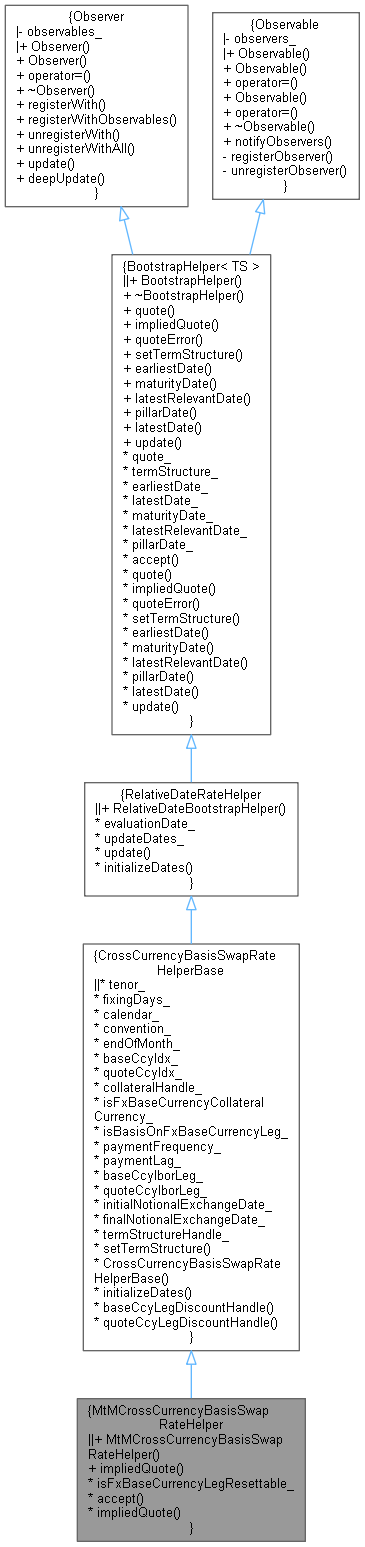 {Observer
|- observables_
|+ Observer()
+ Observer()
+ operator=()
+ ~Observer()
+ registerWith()
+ registerWithObservables()
+ unregisterWith()
+ unregisterWithAll()
+ update()
+ deepUpdate()
}
{Observable
|- observers_
|+ Observable()
+ Observable()
+ operator=()
+ Observable()
+ operator=()
+ ~Observable()
+ notifyObservers()
- registerObserver()
- unregisterObserver()
}
{BootstrapHelper< TS >
||+ BootstrapHelper()
+ ~BootstrapHelper()
+ quote()
+ impliedQuote()
+ quoteError()
+ setTermStructure()
+ earliestDate()
+ maturityDate()
+ latestRelevantDate()
+ pillarDate()
+ latestDate()
+ update()
* quote_
* termStructure_
* earliestDate_
* latestDate_
* maturityDate_
* latestRelevantDate_
* pillarDate_
* accept()
* quote()
* impliedQuote()
* quoteError()
* setTermStructure()
* earliestDate()
* maturityDate()
* latestRelevantDate()
* pillarDate()
* latestDate()
* update()
}
{RelativeDateRateHelper
||+ RelativeDateBootstrapHelper()
* evaluationDate_
* updateDates_
* update()
* initializeDates()
}
{CrossCurrencyBasisSwapRate
HelperBase
||* tenor_
* fixingDays_
* calendar_
* convention_
* endOfMonth_
* baseCcyIdx_
* quoteCcyIdx_
* collateralHandle_
* isFxBaseCurrencyCollateral
Currency_
* isBasisOnFxBaseCurrencyLeg_
* paymentFrequency_
* paymentLag_
* baseCcyIborLeg_
* quoteCcyIborLeg_
* initialNotionalExchangeDate_
* finalNotionalExchangeDate_
* termStructureHandle_
* setTermStructure()
* CrossCurrencyBasisSwapRate
HelperBase()
* initializeDates()
* baseCcyLegDiscountHandle()
* quoteCcyLegDiscountHandle()
}
{MtMCrossCurrencyBasisSwap
RateHelper
||+ MtMCrossCurrencyBasisSwap
RateHelper()
+ impliedQuote()
* isFxBaseCurrencyLegResettable_
* accept()
* impliedQuote()
}